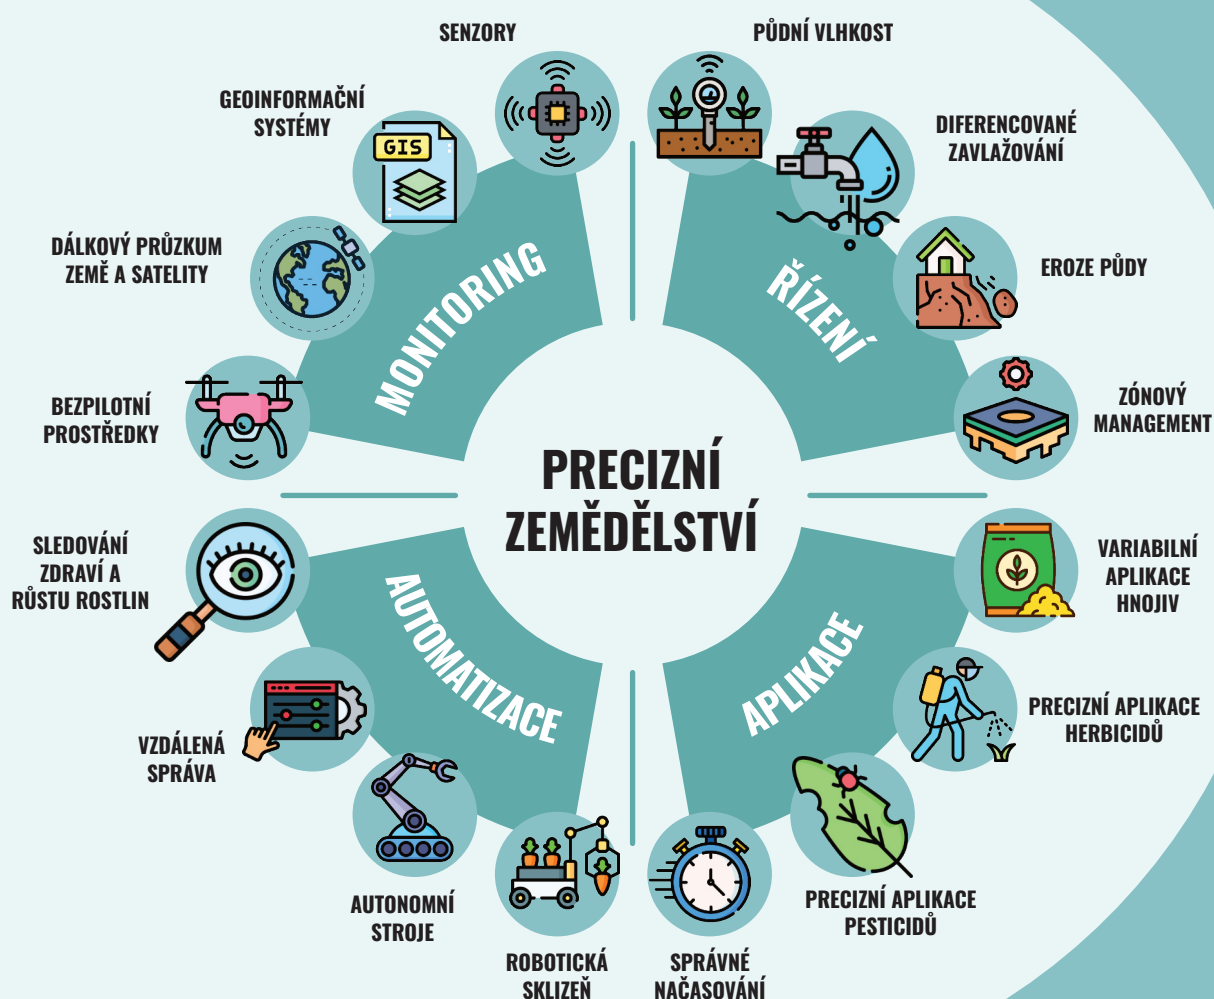 SENZORY
PŮDNÍ VLHKOST
GEOINFORMAČNÍ
SYSTÉMY
GIS
DIFERENCOVANÉ
ZAVLAŽOVÁNÍ
DÁLKOVÝ PRŮZKUM
ZEMĚ A SATELITY
EROZE PŮDY
MONITORING
ŘÍZENÍ
BEZPILOTNÍ
PROSTŘEDKY
ZÓNOVÝ
MANAGEMENT
PRECIZNÍ
ZEMĚDĚLSTVÍ
SLEDOVÁNÍ
ZDRAVÍ A
RŮSTU ROSTLIN
VARIABILNÍ
APLIKACE
HNOJIV
AUTOMATIZACE
APLIKACE
VZDÁLENÁ
SPRÁVA
PRECIZNÍ APLIKACE
HERBICIDŮ
AUTONOMNÍ
STROJE
PRECIZNÍ APLIKACE
PESTICIDŮ
ROBOTICKÁ
SKLIZEŇ
SPRÁVNÉ
NAČASOVÁNÍ